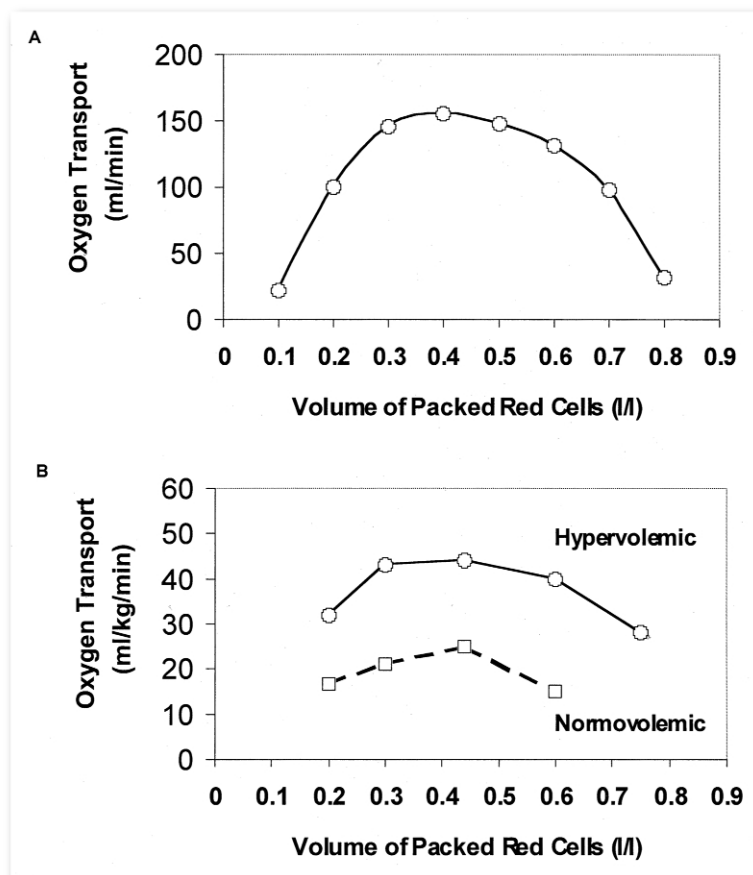 A
Oxygen Transport
(ml/min)
200
150
100
50
0
0 0.1 0.2 0.3 0.4 0.5 0.6 0.7 0.8 0.9
Volume of Packed Red Cells (l/l)
B
Oxygen Transport
(ml/kg/min)
60
50
40
30
20
10
0
Hypervolemic
Normovolemic
0 0.1 0.2 0.3 0.4 0.5 0.6 0.7 0.8 0.9
Volume of Packed Red Cells (l/l)